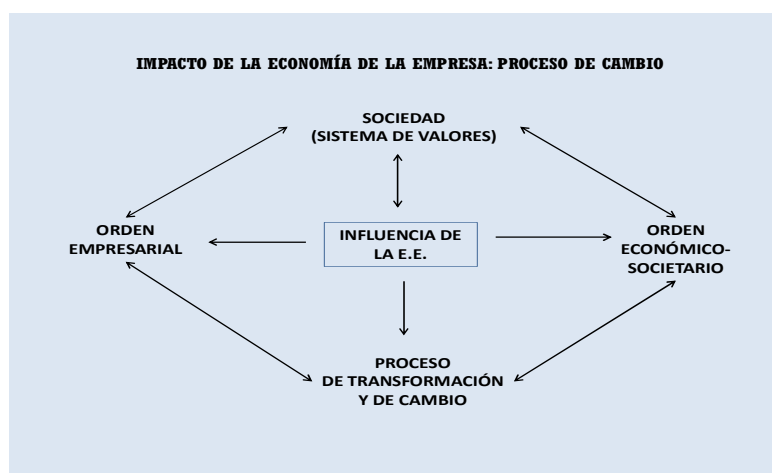 IMPACTO DE LA ECONOMÍA DE LA EMPRESA: PROCESO DE CAMBIO
SOCIEDAD
(SISTEMA DE VALORES)
ORDEN
EMPRESARIAL
INFLUENCIA DE
LA E.E.
ORDEN
ECONÓMICO-
SOCIETARIO
PROCESO
DE TRANSFORMACIÓN
Y DE CAMBIO